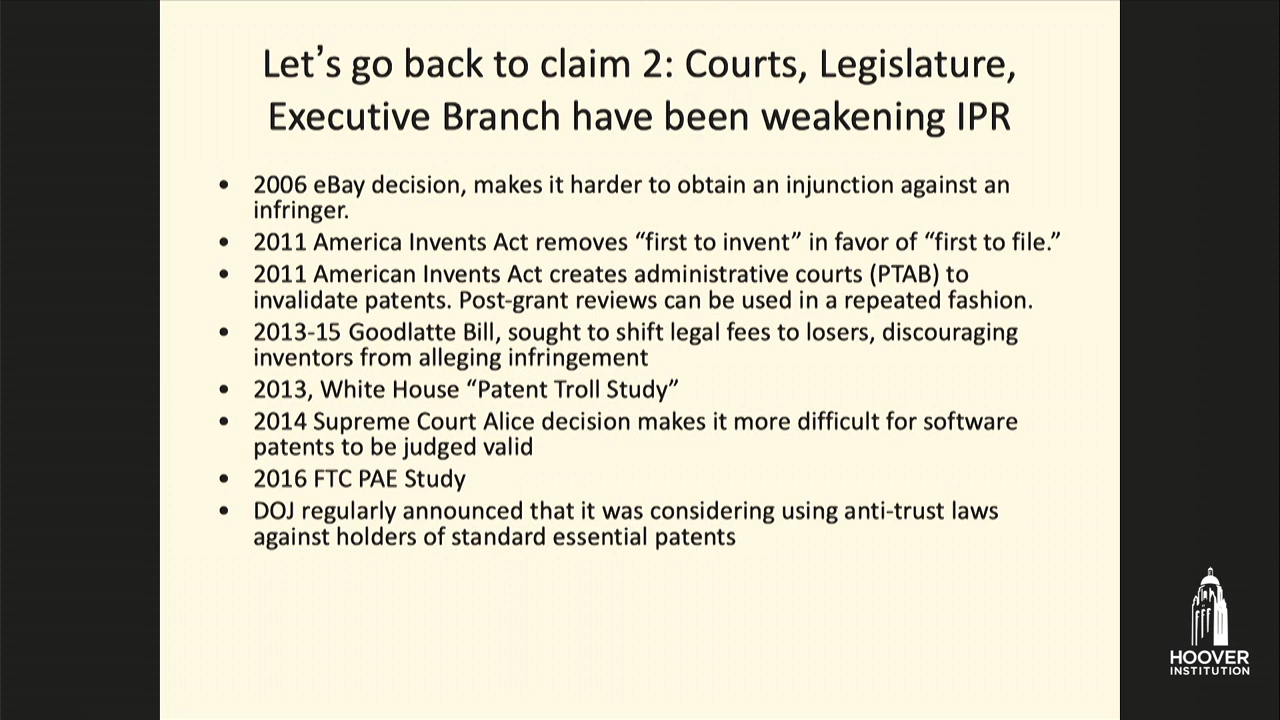 Let’s go back to claim 2: Courts, Legislature,
Executive Branch have been weakening IPR
• 2006 eBay decision, makes it harder to obtain an injunction against an
infringer.
• 2011 America Invents Act removes “first to invent” in favor of “first to file.”
• 2011 American Invents Act creates administrative courts (PTAB) to
invalidate patents. Post-grant reviews can be used in a repeated fashion.
• 2013-15 Goodlatte Bill, sought to shift legal fees to losers, discouraging
inventors from alleging infringement
• 2013, White House “Patent Troll Study”
• 2014 Supreme Court Alice decision makes it more difficult for software
patents to be judged valid
• 2016 FTC PAE Study
• DOJ regularly announced that it was considering using anti-trust laws
against holders of standard essential patents
HOOVER
INSTITUTION